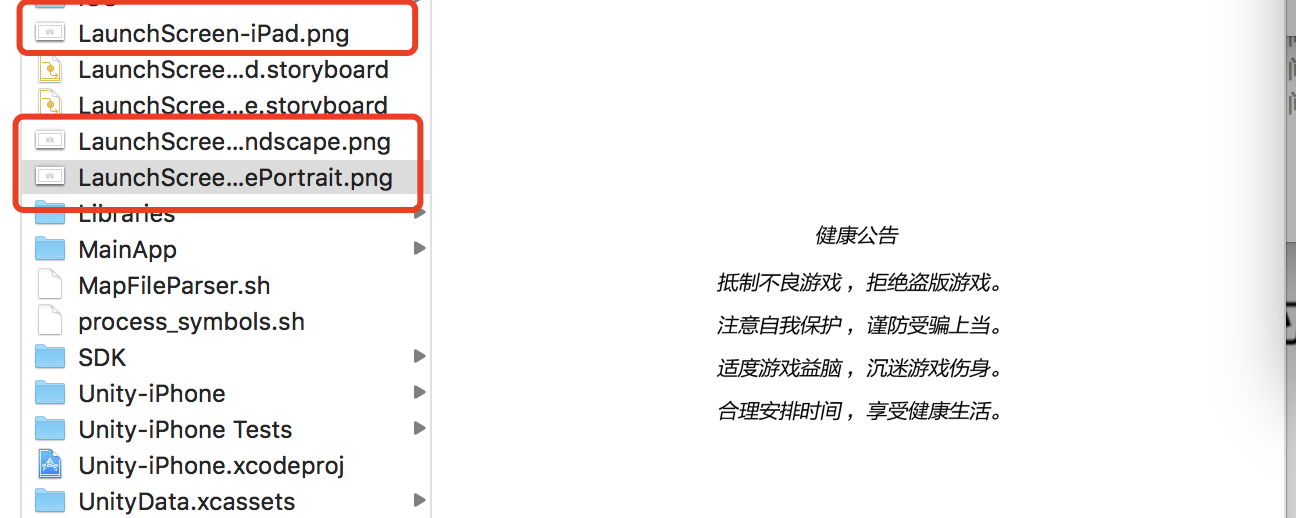 LaunchScreen-iPad.png
LaunchScree...d.storyboard
LaunchScree...e.storyboard
LaunchScree...ndscape.png
LaunchScree...ePortrait.png
Libraries
MainApp
MapFileParser.sh
process_symbols.sh
SDK
Unity-iPhone
Unity-iPhone Tests
Unity-iPhone.xcodeproj
UnityData.xcassets
健康公告
抵制不良游戏，拒绝盗版游戏。
注意自我保护，谨防受骗上当。
适度游戏益脑，沉迷游戏伤身。
合理安排时间，享受健康生活。